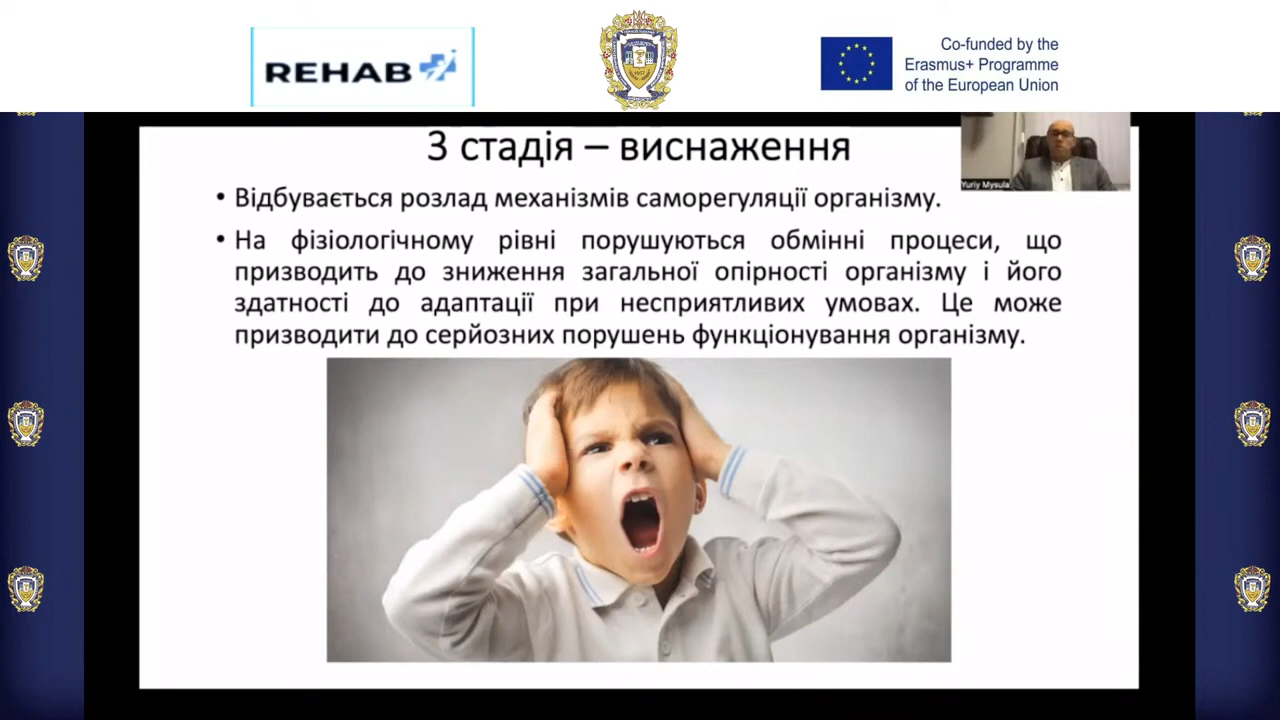 REHAB
1957
Co-funded by the
Erasmus+ Programme
of the European Union
3 стадія – виснаження
Yuriy Mysula
• Відбувається розлад механізмів саморегуляції організму.
• На фізіологічному рівні порушуються обмінні процеси, що
призводить до зниження загальної опірності організму і його
здатності до адаптації при несприятливих умовах. Це може
призводити до серйозних порушень функціонування організму.